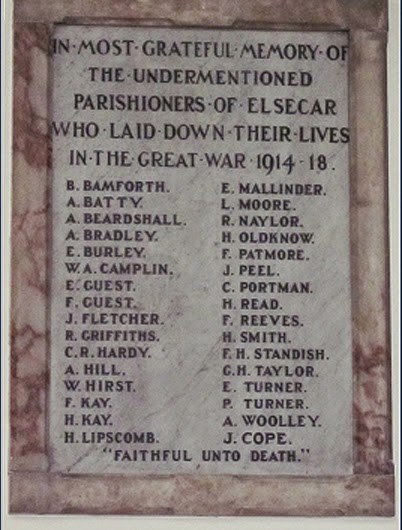 IN·MOST·GRATEFUL·MEMORY·OF
THE·UNDERMENTIONED
PARISHIONERS·OF·ELSECAR
WHO·LAID·DOWN·THEIR·LIVES
IN·THE·GREAT·WAR·1914-18.
B. BAMFORTH. E. MALLINDER.
A. BATTY. L. MOORE.
A. BEARDSHALL. R. NAYLOR.
A. BRADLEY. H. OLDKNOW.
E. BURLEY. F. PATMORE.
W.A. CAMPLIN. J. PEEL.
E. GUEST. C. PORTMAN.
F. GUEST. H. READ.
J. FLETCHER. F. REEVES.
R. GRIFFITHS. H. SMITH.
C.R. HARDY. F.H. STANDISH.
A. HILL. G.H. TAYLOR.
W. HIRST. E. TURNER.
F. KAY. P. TURNER.
H. KAY. A. WOOLLEY.
H. LIPSCOMB. J. COPE.
"FAITHFUL UNTO DEATH."